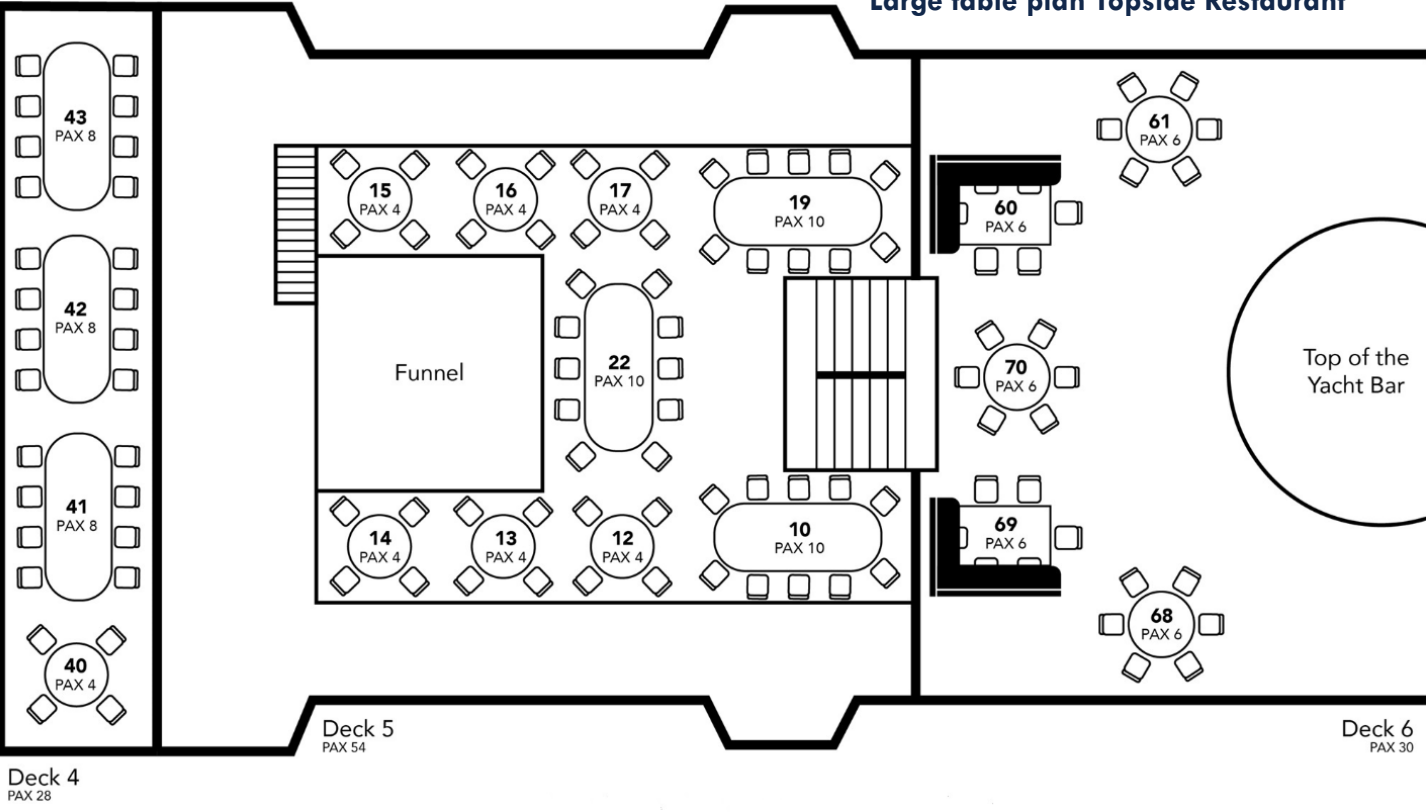 Large table plan Topside Restaurant
43
PAX 8
42
PAX 8
41
PAX 8
40
PAX 4
Deck 4
PAX 28
15
PAX 4
16
PAX 4
17
PAX 4
19
PAX 10
Funnel
22
PAX 10
14
PAX 4
13
PAX 4
12
PAX 4
10
PAX 10
Deck 5
PAX 54
61
PAX 6
60
PAX 6
70
PAX 6
Top of the
Yacht Bar
69
PAX 6
68
PAX 6
Deck 6
PAX 30